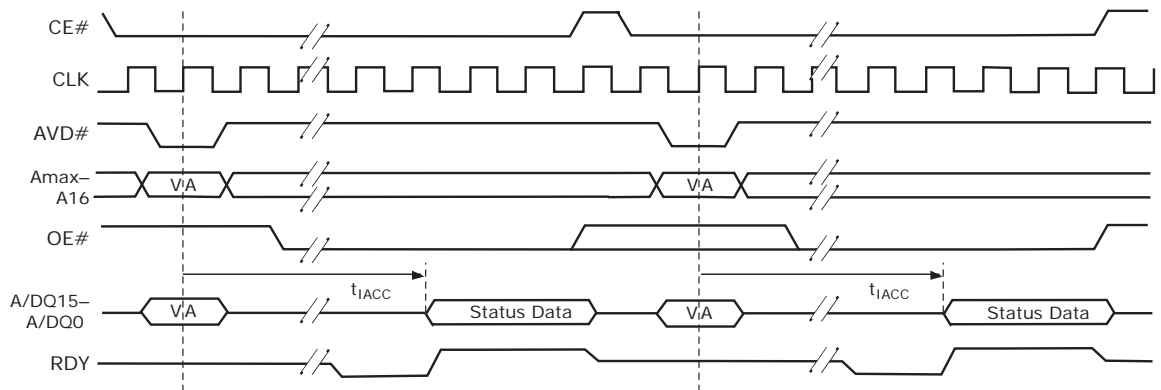 CE#
CLK
AVD#
Amax–
A16
VA
VA
OE#
tIACC
tIACC
A/DQ15–
A/DQ0
VA
Status Data
VA
Status Data
RDY